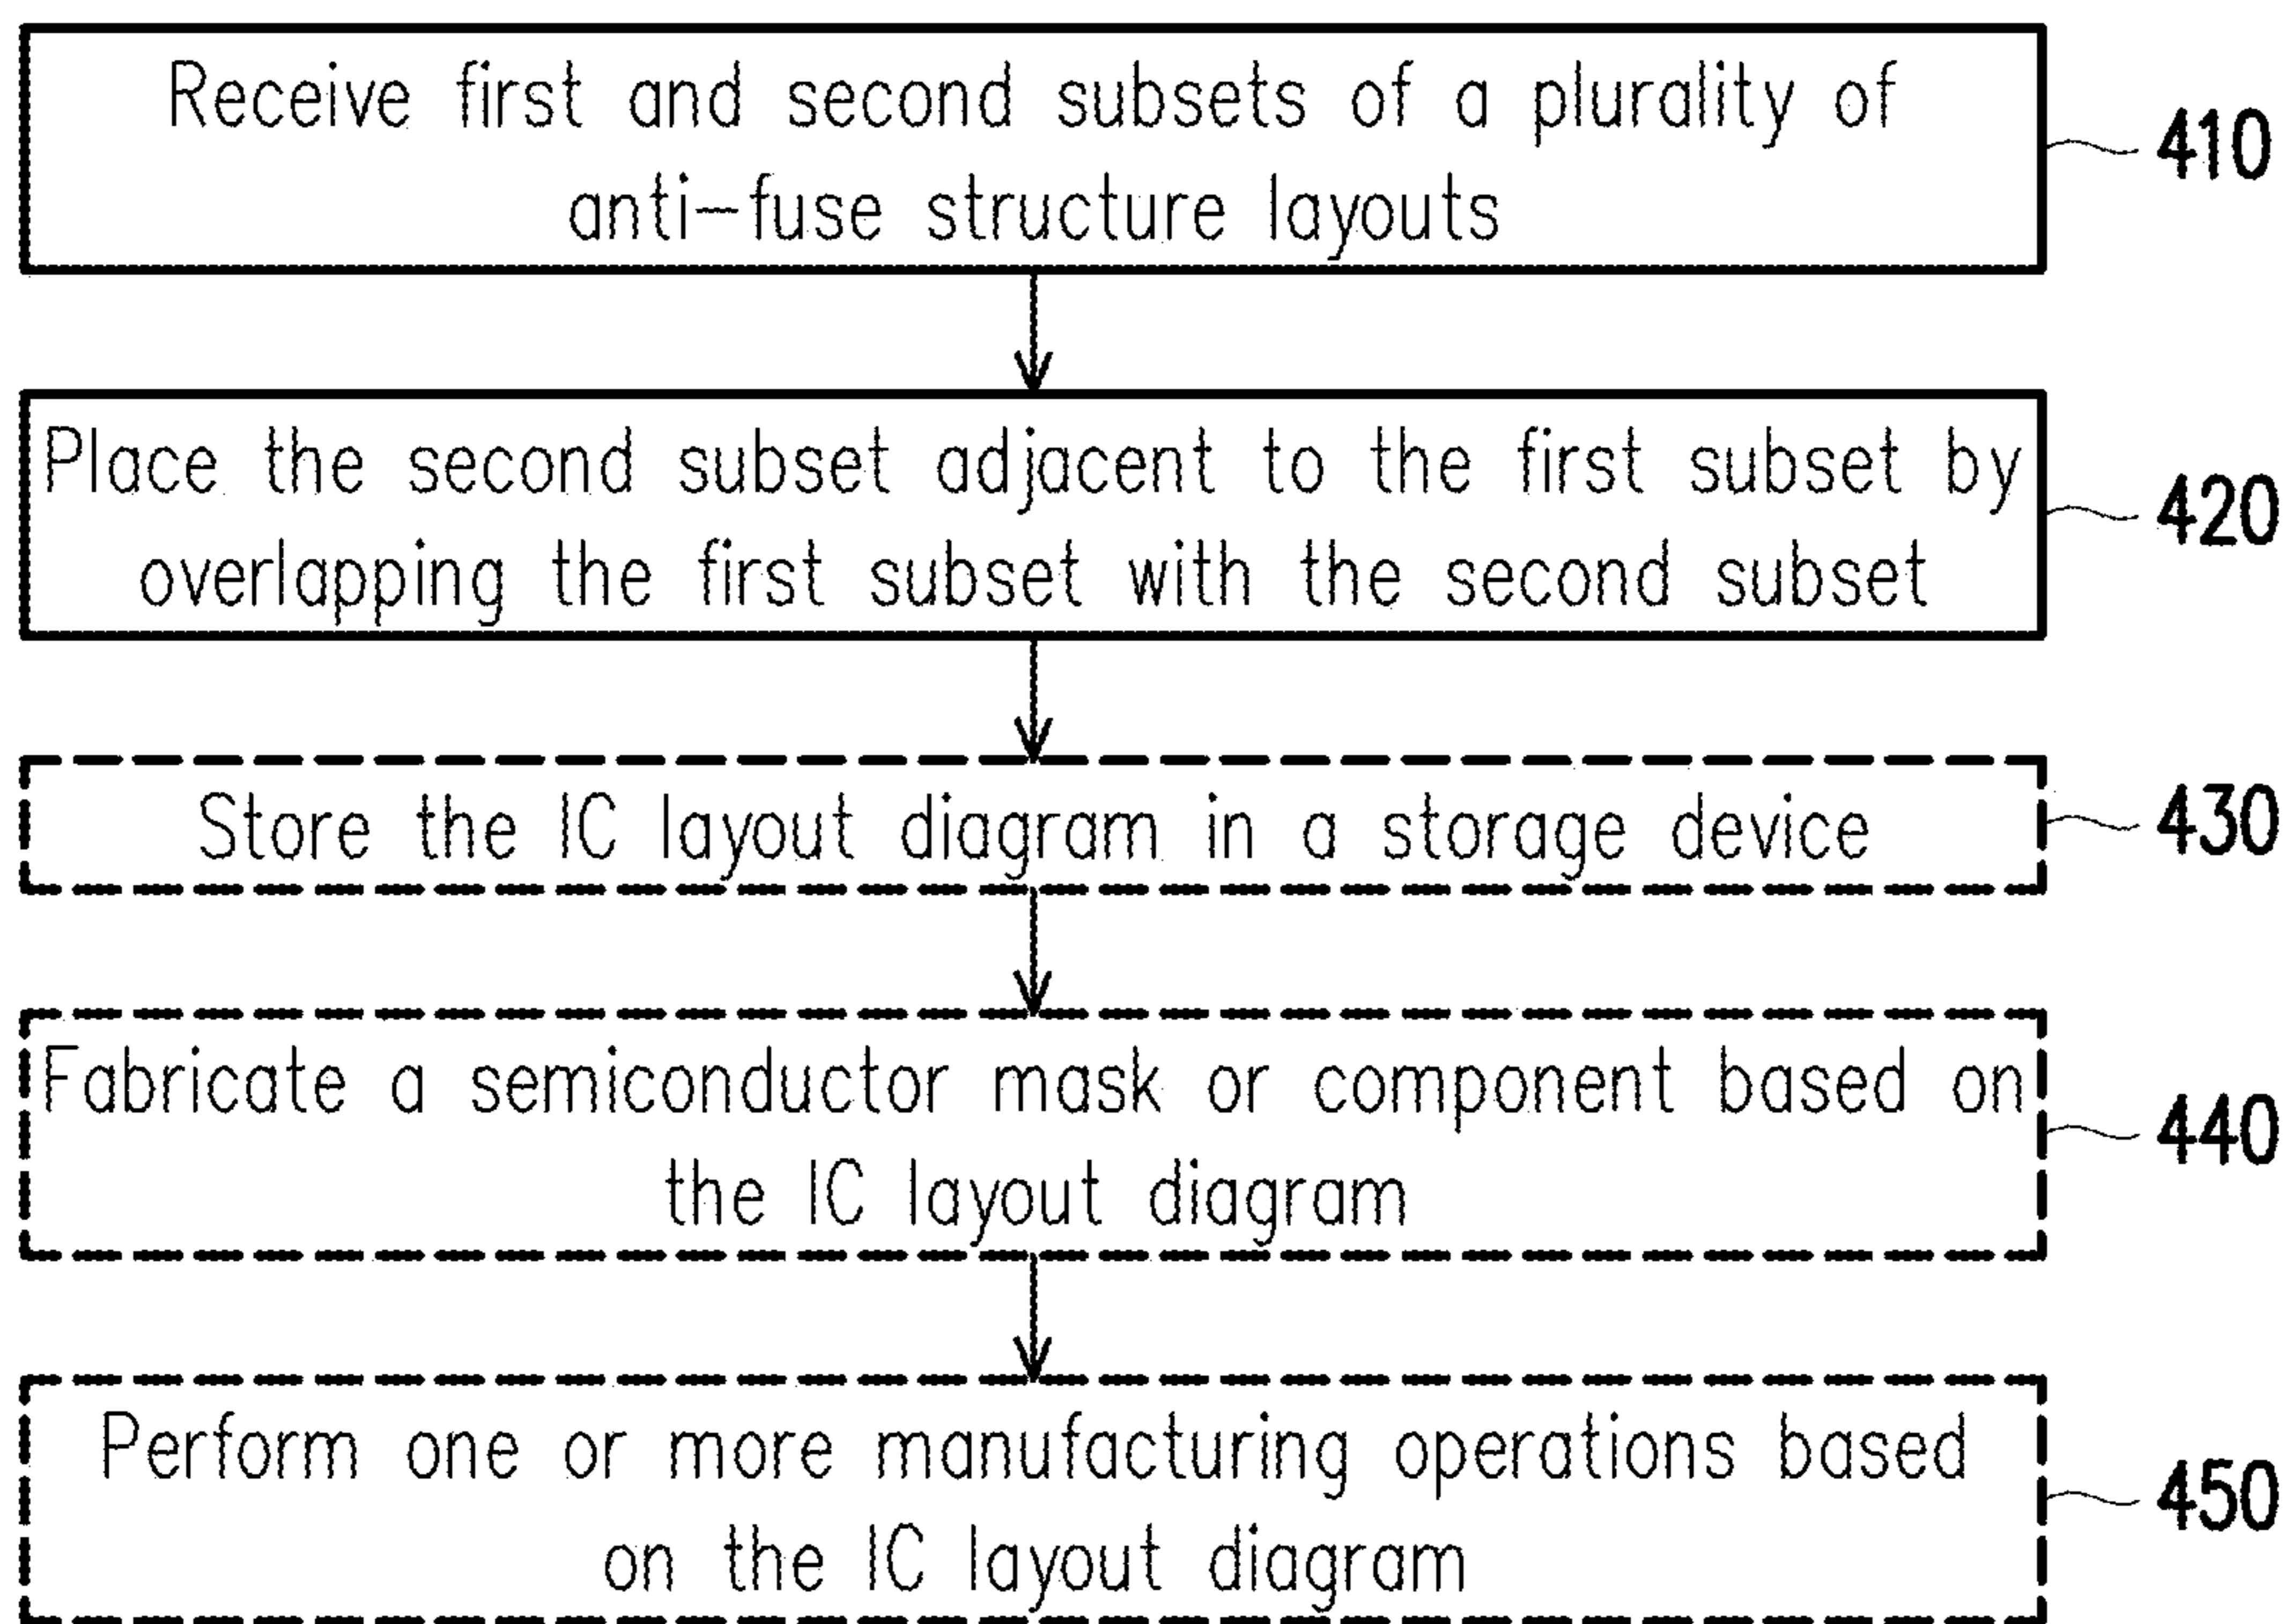 Receive first and second subsets of a plurality of
anti-fuse structure layouts
410
Place the second subset adjacent to the first subset by
overlapping the first subset with the second subset
420
Store the IC layout diagram in a storage device
430
Fabricate a semiconductor mask or component based on
the IC layout diagram
440
Perform one or more manufacturing operations based
on the IC layout diagram
450